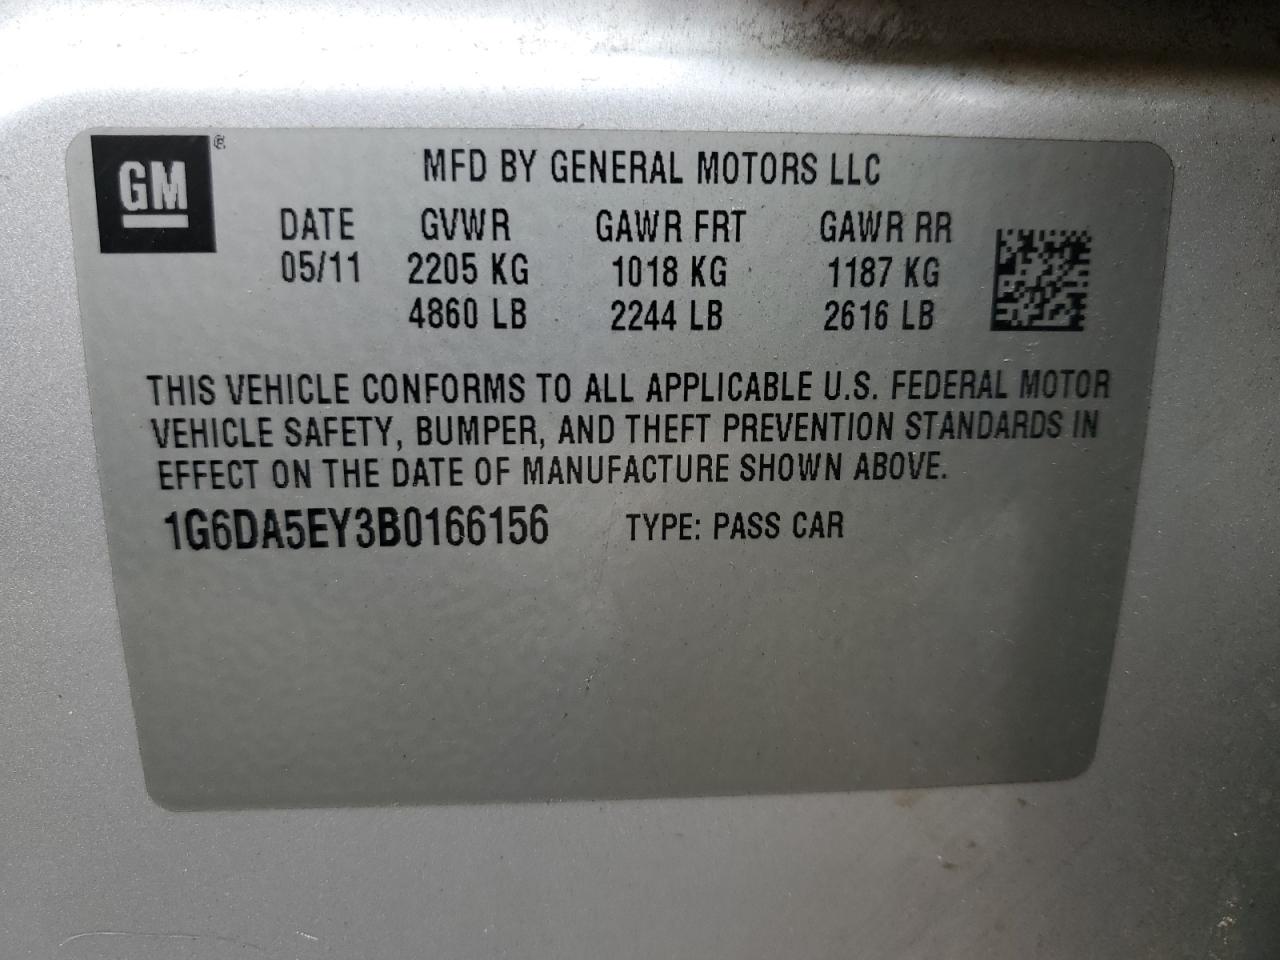 GM®
MFD BY GENERAL MOTORS LLC
DATE GVWR GAWR FRT GAWR RR
05/11 2205 KG 1018 KG 1187 KG
4860 LB 2244 LB 2616 LB
THIS VEHICLE CONFORMS TO ALL APPLICABLE U.S. FEDERAL MOTOR
VEHICLE SAFETY, BUMPER, AND THEFT PREVENTION STANDARDS IN
EFFECT ON THE DATE OF MANUFACTURE SHOWN ABOVE.
1G6DA5EY3B0166156 TYPE: PASS CAR